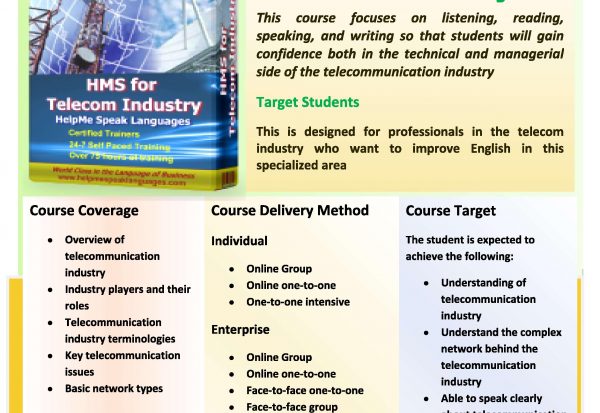 This course focuses on listening, reading,
speaking, and writing so that students will gain
confidence both in the technical and managerial
side of the telecommunication industry
Target Students
This is designed for professionals in the telecom
industry who want to improve English in this
specialized area
HMS for
Telecom Industry
HelpMe Speak Languages
Certified Trainers
24-7 Self Paced Training
Over 75 hours of training
World Class in the Language of Business
www.helpmespeaklanguages.com
HMS for
Telecom Industry
Course Coverage
• Overview of
telecommunication
industry
• Industry players and their
roles
• Telecommunication
industry terminologies
• Key telecommunication
issues
• Basic network types
Course Delivery Method
Individual
• Online Group
• Online one-to-one
• One-to-one intensive
Enterprise
• Online Group
• Online one-to-one
• Face-to-face one-to-one
• Face-to-face group
Course Target
The student is expected to
achieve the following:
• Understanding of
telecommunication
industry
• Understand the complex
network behind the
telecommunication
industry
• Able to speak clearly
about telecommunication